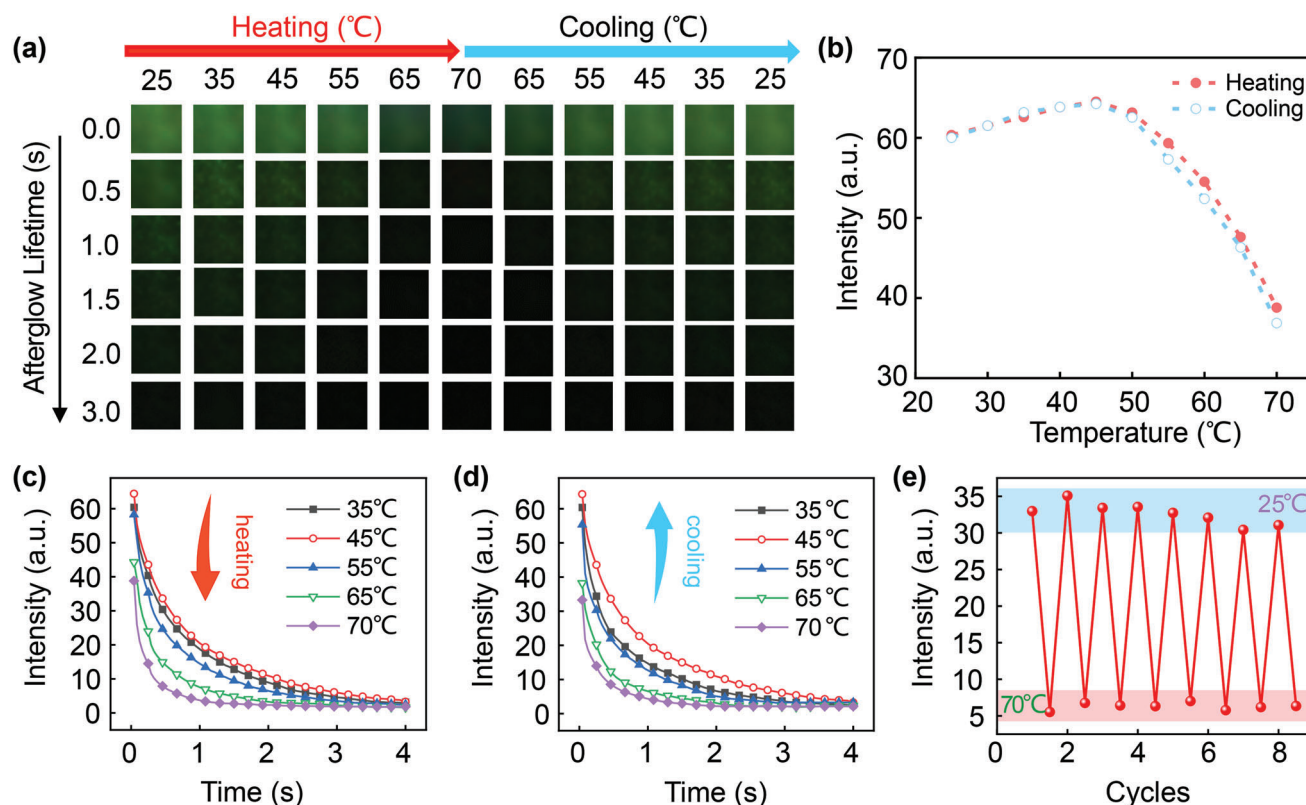 (a)
Heating (℃) Cooling (℃)
25 35 45 55 65 70 65 55 45 35 25
Afterglow Lifetime (s)
0.0
0.5
1.0
1.5
2.0
3.0
(b)
Intensity (a.u.)
70
60
50
40
30
Heating
Cooling
20 30 40 50 60 70
Temperature (℃)
(c)
Intensity (a.u.)
60
50
40
30
20
10
0
heating
35℃
45℃
55℃
65℃
70℃
0 1 2 3 4
Time (s)
(d)
Intensity (a.u.)
60
50
40
30
20
10
0
cooling
35℃
45℃
55℃
65℃
70℃
0 1 2 3 4
Time (s)
(e)
Intensity (a.u.)
35
30
25
20
15
10
5
25℃
70℃
0 2 4 6 8
Cycles